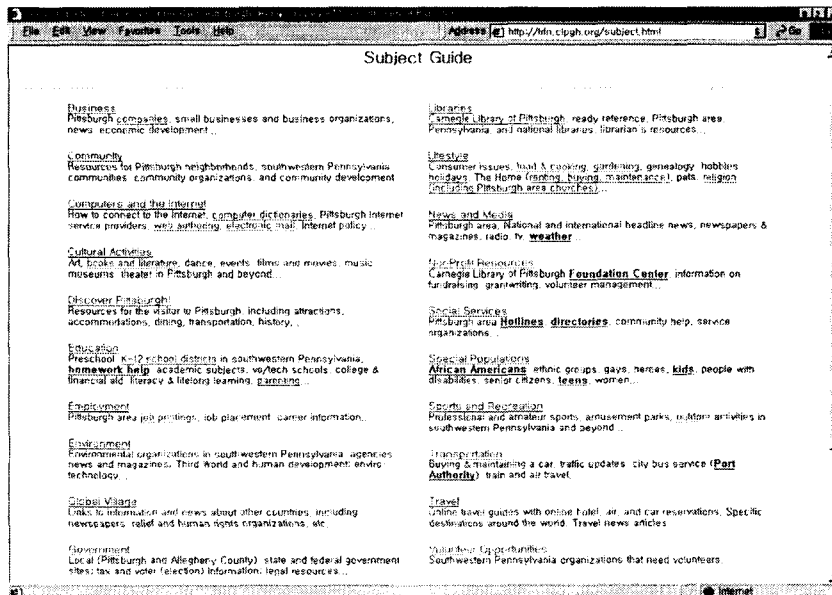 File Edit View Favorites Tools Help
Address http://trfn.clpgh.org/subject.html Go
Subject Guide
Business
Pittsburgh companies, small businesses and business organizations,
news, economic development...
Community
Resources for Pittsburgh neighborhoods, southwestern Pennsylvania
communities, community organizations, and community development
Computers and the Internet
How to connect to the Internet, computer dictionaries, Pittsburgh Internet
service providers, web authoring, electronic mail, Internet policy...
Cultural Activities
Art, books and literature, dance, events, films and movies, music
museums, theater in Pittsburgh and beyond...
Discover Pittsburgh!
Resources for the visitor to Pittsburgh, including attractions,
accommodations, dining, transportation, history...
Education
Preschool, K-12 school districts in southwestern Pennsylvania,
homework help, academic subjects, vo/tech schools, college &
financial aid, literacy & lifelong learning, parenting...
Employment
Pittsburgh area job postings, job placement, career information...
Environment
Environmental organizations in southwestern Pennsylvania, agencies
news and magazines, Third World and human development, enviro-
technology...
Global Village
Links to information and news about other countries, including
newspapers, relief and human rights organizations, etc.
Government
Local (Pittsburgh and Allegheny County), state and federal government
sites; tax and voter (election) information; legal resources...
Libraries
Carnegie Library of Pittsburgh, ready reference, Pittsburgh area,
Pennsylvania, and national libraries, librarian's resources...
Lifestyle
Consumer issues, food & cooking, gardening, genealogy, hobbies
holidays, The Home (renting, buying, maintenance), pets, religion
(including Pittsburgh area churches)...
News and Media
Pittsburgh area, National and international headline news, newspapers &
magazines, radio, tv, weather...
Non-Profit Resources
Carnegie Library of Pittsburgh Foundation Center, information on
fundraising, grantwriting, volunteer management...
Social Services
Pittsburgh area Hotlines, directories, community help, service
organizations...
Special Populations
African Americans, ethnic groups, gays, heroes, kids, people with
disabilities, senior citizens, teens, women...
Sports and Recreation
Professional and amateur sports, amusement parks, outdoor activities in
southwestern Pennsylvania and beyond...
Transportation
Buying & maintaining a car, traffic updates, city bus service (Port
Authority), train and air travel.
Travel
Online travel guides with online hotel, air, and car reservations, Specific
destinations around the world. Travel news articles
Volunteer Opportunities
Southwestern Pennsylvania organizations that need volunteers.
Internet